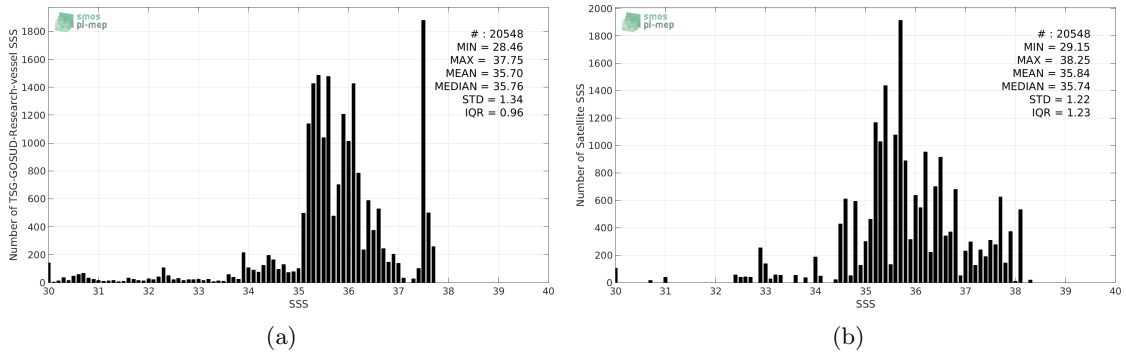 smos
pi-mep
# : 20548
MIN = 28.46
MAX = 37.75
MEAN = 35.70
MEDIAN = 35.76
STD = 1.34
IQR = 0.96
Number of TSG-GOSUD-Research-vessel SSS
1800
1600
1400
1200
1000
800
600
400
200
0
30 31 32 33 34 35 36 37 38 39 40
SSS
(a)
smos
pi-mep
# : 20548
MIN = 29.15
MAX = 38.25
MEAN = 35.84
MEDIAN = 35.74
STD = 1.22
IQR = 1.23
Number of Satellite SSS
2000
1800
1600
1400
1200
1000
800
600
400
200
0
30 31 32 33 34 35 36 37 38 39 40
SSS
(b)